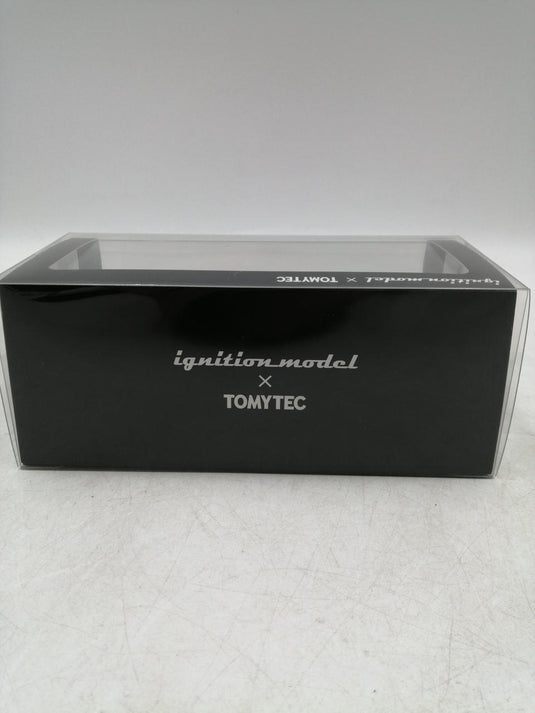 ignition model × TOMYTEC
ignition model
×
TOMYTEC